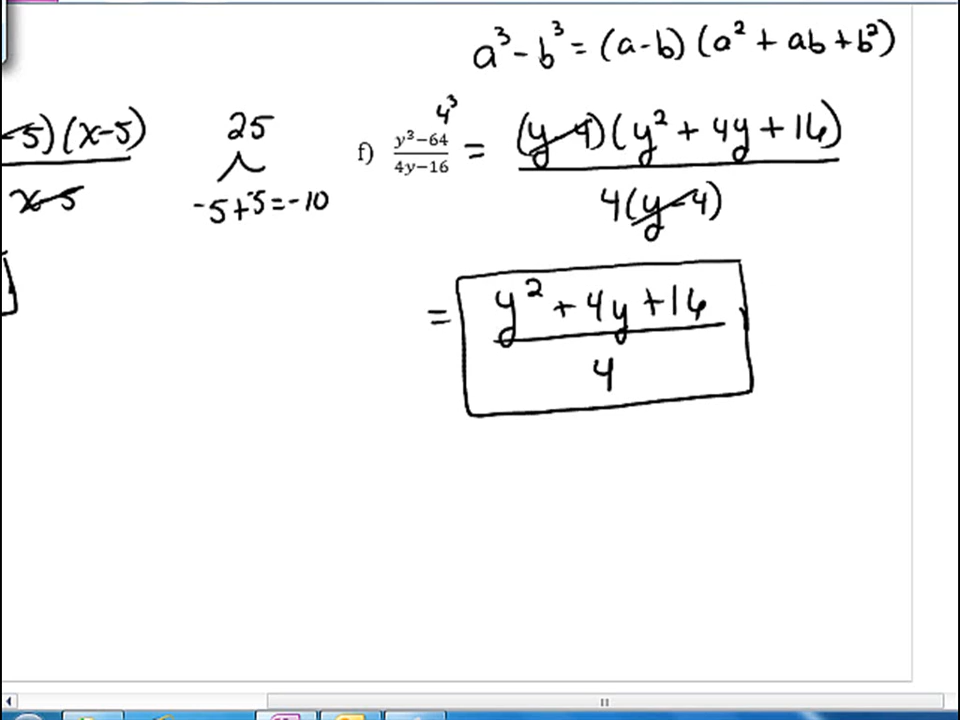 a³ - b³ = (a-b) (a² + ab + b²)
-5) (x-5)
x-5
25
-5 + -5 = -10
4³
f) y³−64 / 4y−16 = (y-4)(y² + 4y + 16) / 4(y-4)
= y² + 4y + 16 / 4